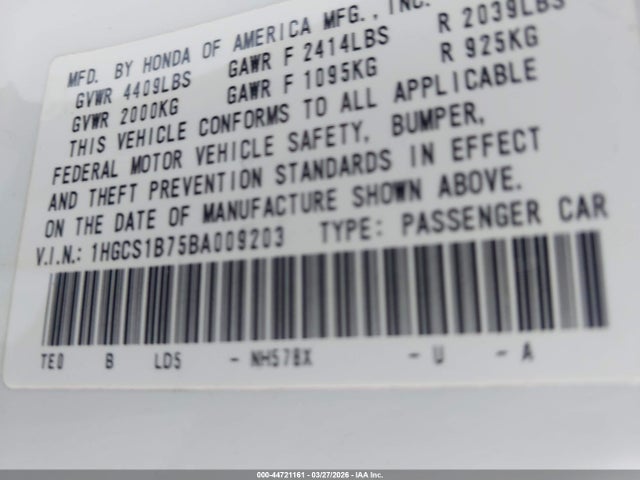 MFD. BY HONDA OF AMERICA MFG., INC.
GVWR 4409LBS GAWR F 2414LBS R 2039LBS
GVWR 2000KG GAWR F 1095KG R 925KG
THIS VEHICLE CONFORMS TO ALL APPLICABLE
FEDERAL MOTOR VEHICLE SAFETY, BUMPER,
AND THEFT PREVENTION STANDARDS IN EFFECT
ON THE DATE OF MANUFACTURE SHOWN ABOVE.
V.I.N.: 1HGCS1B75BA009203 TYPE: PASSENGER CAR
TE0 B LD5 - NH578X - U - A
000-44721161 - 03/27/2026 - IAA Inc.